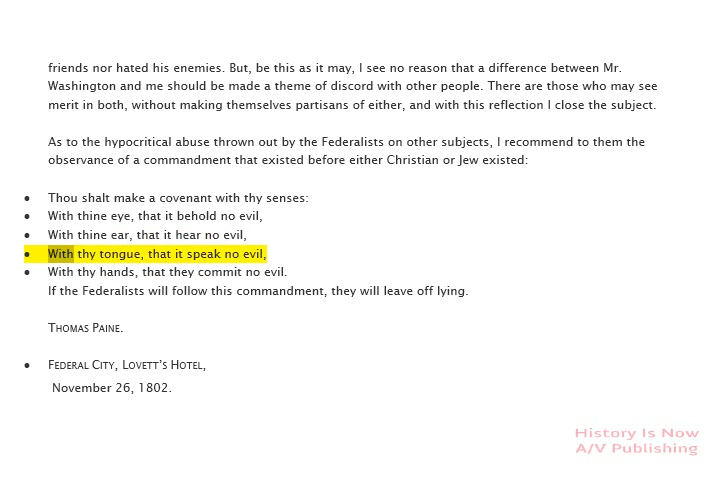 friends nor hated his enemies. But, be this as it may, I see no reason that a difference between Mr.
Washington and me should be made a theme of discord with other people. There are those who may see
merit in both, without making themselves partisans of either, and with this reflection I close the subject.
As to the hypocritical abuse thrown out by the Federalists on other subjects, I recommend to them the
observance of a commandment that existed before either Christian or Jew existed:
• Thou shalt make a covenant with thy senses:
• With thine eye, that it behold no evil,
• With thine ear, that it hear no evil,
• With thy tongue, that it speak no evil,
• With thy hands, that they commit no evil.
If the Federalists will follow this commandment, they will leave off lying.
Thomas Paine.
• Federal City, Lovett's Hotel,
November 26, 1802.
History Is Now
A/V Publishing